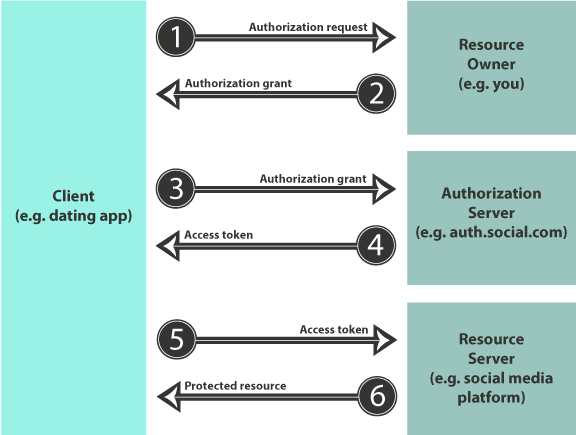 1
Authorization request
Resource
Owner
(e.g. you)
Authorization grant
2
Client
(e.g. dating app)
3
Authorization grant
Authorization
Server
(e.g. auth.social.com)
Access token
4
5
Access token
Resource
Server
(e.g. social media
platform)
Protected resource
6